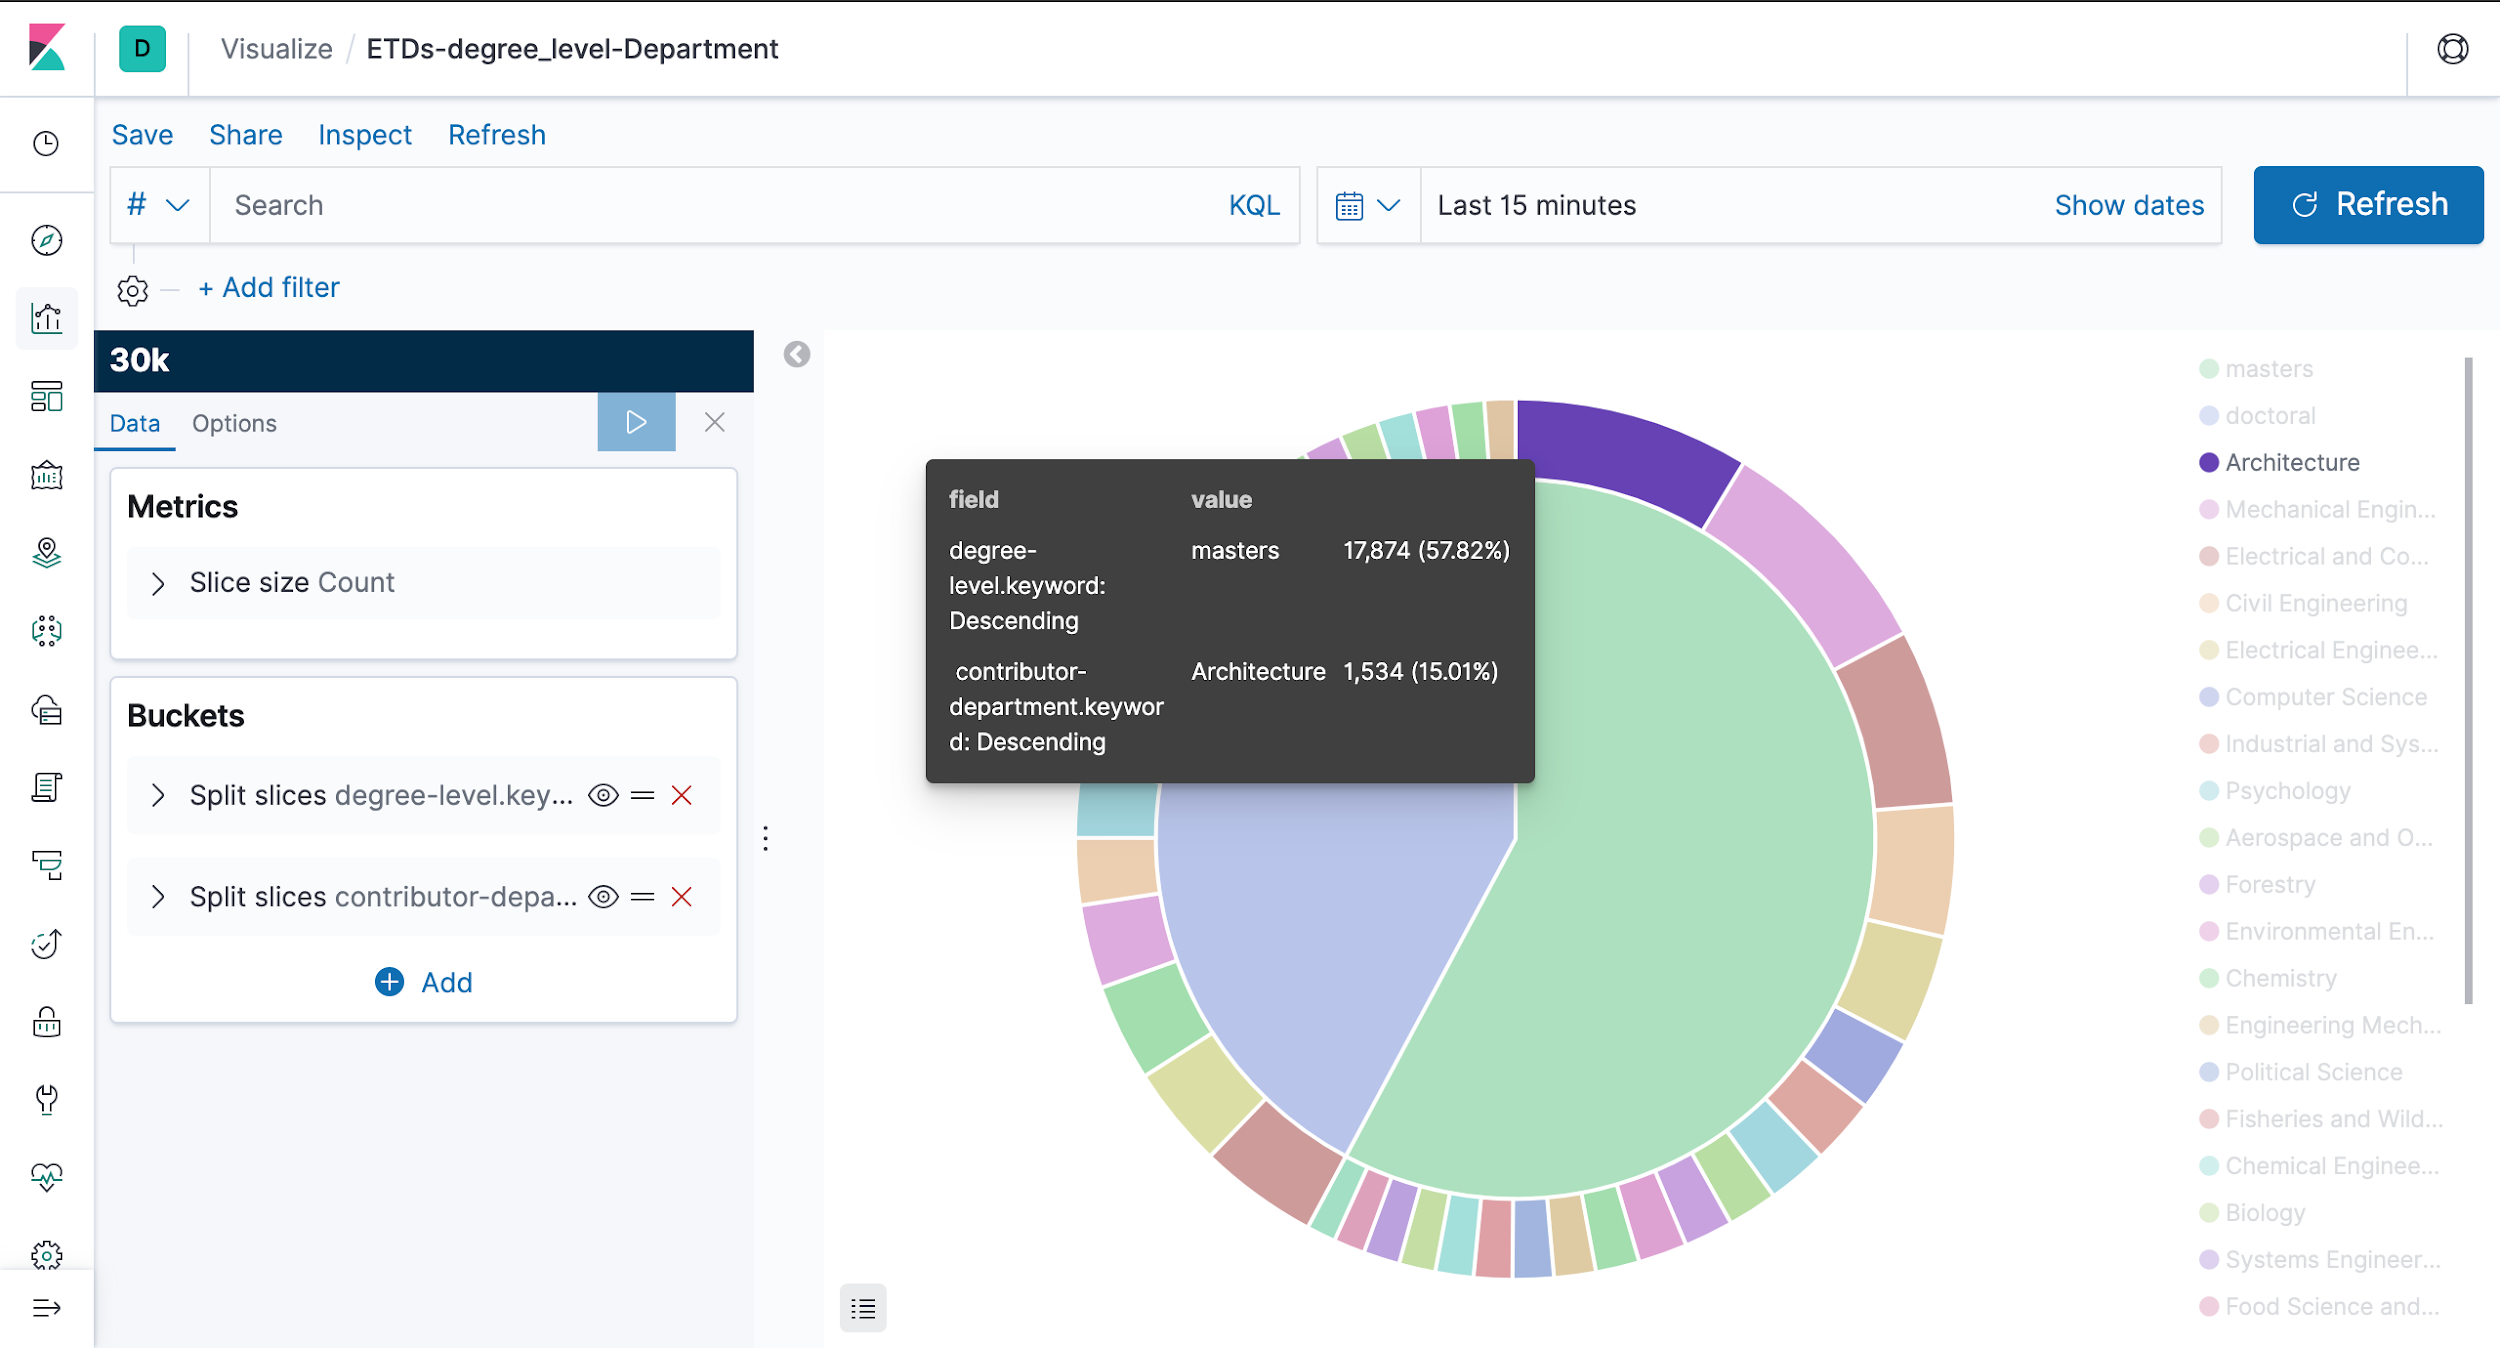 D Visualize / ETDs-degree_level-Department
Save Share Inspect Refresh
# Search KQL Last 15 minutes Show dates Refresh
+ Add filter
30k
Data Options
Metrics
Slice size Count
Buckets
Split slices degree-level.key...
Split slices contributor-depa...
Add
field value
degree- masters 17,874 (57.82%)
level.keyword:
Descending
contributor- Architecture 1,534 (15.01%)
department.keywor
d: Descending
masters
doctoral
Architecture
Mechanical Engin...
Electrical and Co...
Civil Engineering
Electrical Enginee...
Computer Science
Industrial and Sys...
Psychology
Aerospace and O...
Forestry
Environmental En...
Chemistry
Engineering Mech...
Political Science
Fisheries and Wild...
Chemical Enginee...
Biology
Systems Engineer...
Food Science and...